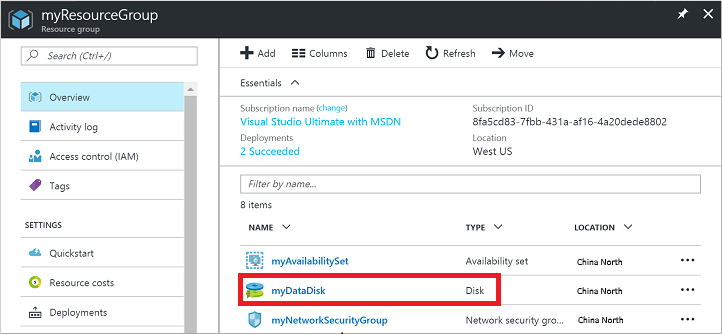 myResourceGroup
Resource group
Search (Ctrl+/)
Overview
Activity log
Access control (IAM)
Tags
SETTINGS
Quickstart
Resource costs
Deployments
Add Columns Delete Refresh Move
Essentials
Subscription name (change)
Visual Studio Ultimate with MSDN
Deployments
2 Succeeded
Subscription ID
8fa5cd83-7fbb-431a-af16-4a20dede8802
Location
West US
Filter by name...
8 items
NAME TYPE LOCATION
myAvailabilitySet Availability set China North
myDataDisk Disk China North
myNetworkSecurityGroup Network security gro... China North